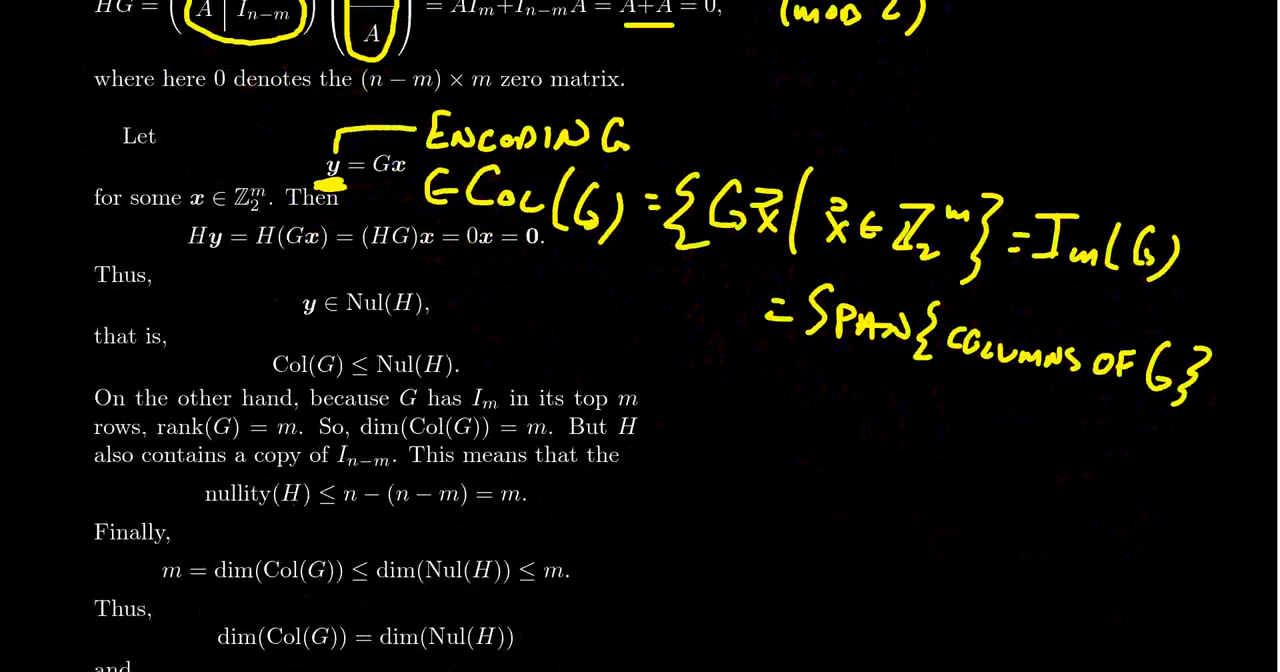 HG = ( A | I_{n−m} ) ( A ) = AI_m+I_{n−m}A = A+A = 0, (MOD 2)
where here 0 denotes the (n − m) × m zero matrix.
Let
ENCODING
y = Gx
∈ COL(G) = {Gx⃗ | x⃗ ∈ ℤ₂^m} = Im(G)
for some x ∈ ℤ₂^m. Then
Hy = H(Gx) = (HG)x = 0x = 0.
= SPAN{COLUMNS OF G}
Thus,
y ∈ Nul(H),
that is,
Col(G) ≤ Nul(H).
On the other hand, because G has I_m in its top m
rows, rank(G) = m. So, dim(Col(G)) = m. But H
also contains a copy of I_{n−m}. This means that the
nullity(H) ≤ n − (n − m) = m.
Finally,
m = dim(Col(G)) ≤ dim(Nul(H)) ≤ m.
Thus,
dim(Col(G)) = dim(Nul(H))
and